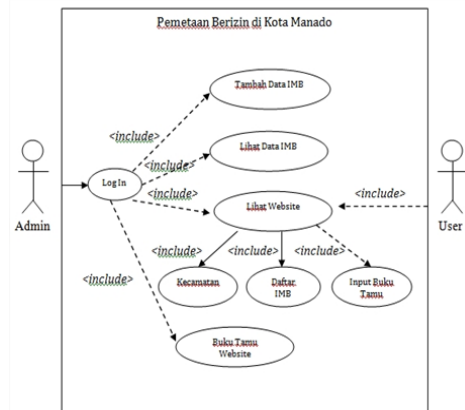 Pemetaan Berizin di Kota Manado
Tambah Data IMB
<include>
Lihat Data IMB
<include>
Log In
<include>
<include>
Lihat Website
Admin
User
<include>
<include>
<include>
<include>
Kecamatan
Daftar
IMB
Input Buku
Tamu
Buku Tamu
Website